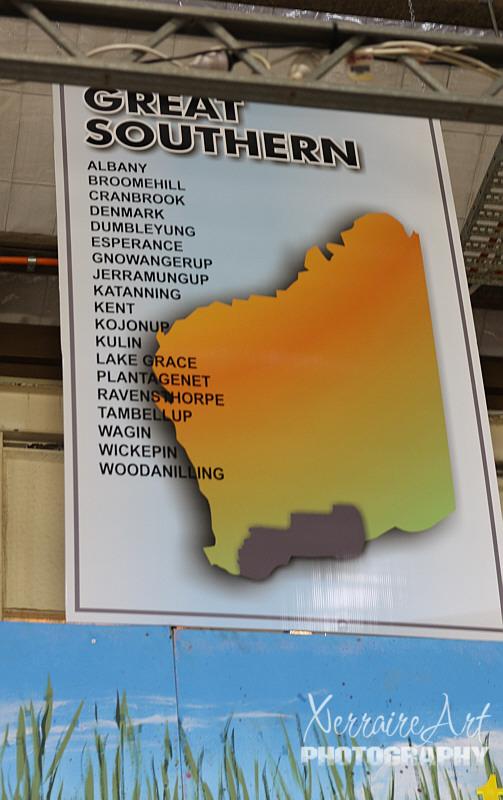 GREAT
SOUTHERN
ALBANY
BROOMEHILL
CRANBROOK
DENMARK
DUMBLEYUNG
ESPERANCE
GNOWANGERUP
JERRAMUNGUP
KATANNING
KENT
KOJONUP
KULIN
LAKE GRACE
PLANTAGENET
RAVENSTHORPE
TAMBELLUP
WAGIN
WICKEPIN
WOODANILLING
XerraireArt
PHOTOGRAPHY